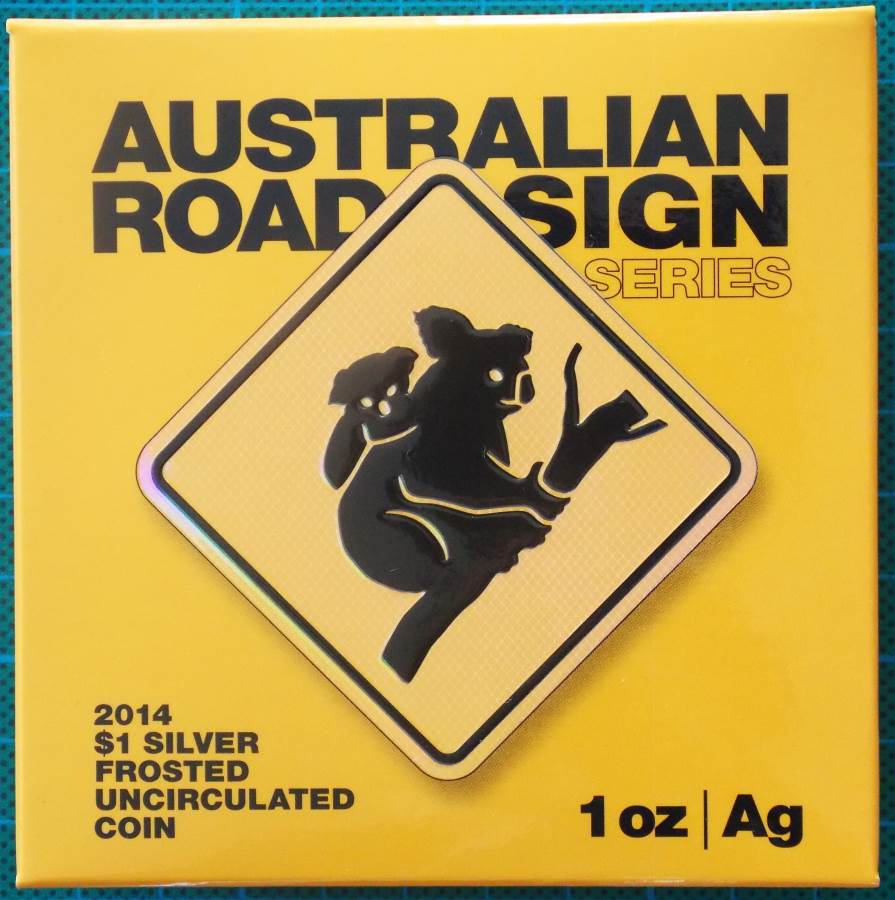 AUSTRALIAN
ROAD SIGN
SERIES
2014
$1 SILVER
FROSTED
UNCIRCULATED
COIN
1 oz | Ag